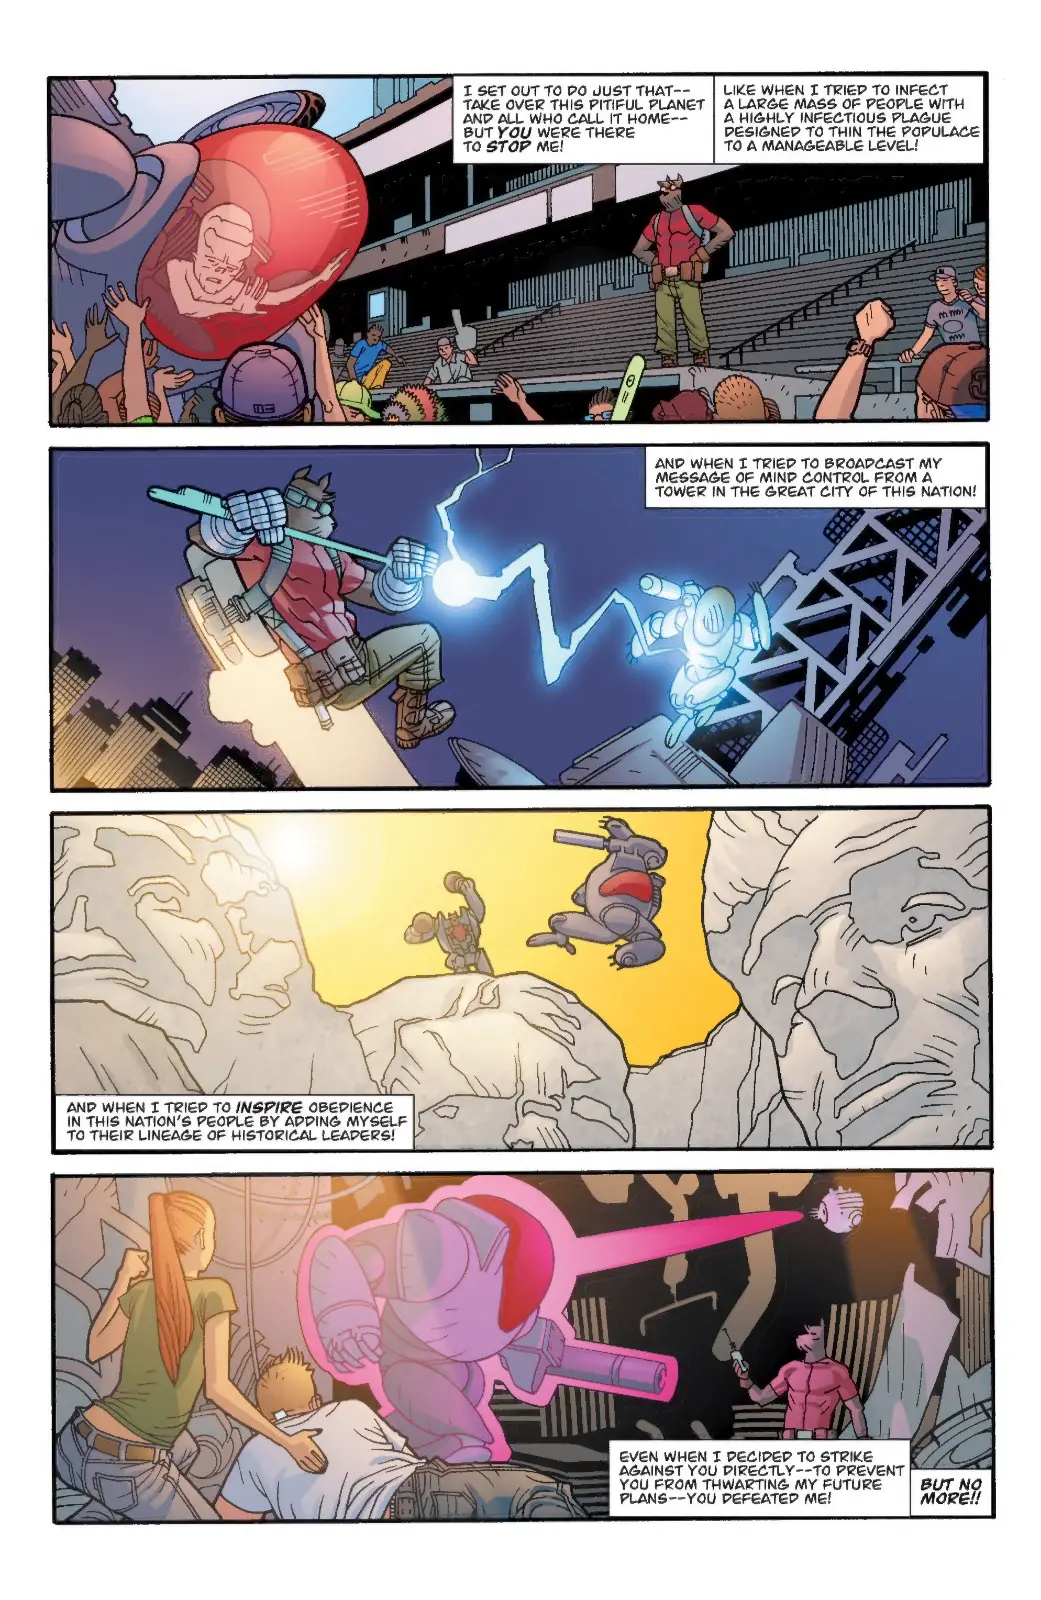 I SET OUT TO DO JUST THAT--
TAKE OVER THIS PITIFUL PLANET
AND ALL WHO CALL IT HOME--
BUT YOU WERE THERE
TO STOP ME!
LIKE WHEN I TRIED TO INFECT
A LARGE MASS OF PEOPLE WITH
A HIGHLY INFECTIOUS PLAGUE
DESIGNED TO THIN THE POPULACE
TO A MANAGEABLE LEVEL!
AND WHEN I TRIED TO BROADCAST MY
MESSAGE OF MIND CONTROL FROM A
TOWER IN THE GREAT CITY OF THIS NATION!
AND WHEN I TRIED TO INSPIRE OBEDIENCE
IN THIS NATION'S PEOPLE BY ADDING MYSELF
TO THEIR LINEAGE OF HISTORICAL LEADERS!
EVEN WHEN I DECIDED TO STRIKE
AGAINST YOU DIRECTLY--TO PREVENT
YOU FROM THWARTING MY FUTURE
PLANS--YOU DEFEATED ME!
BUT NO
MORE!!